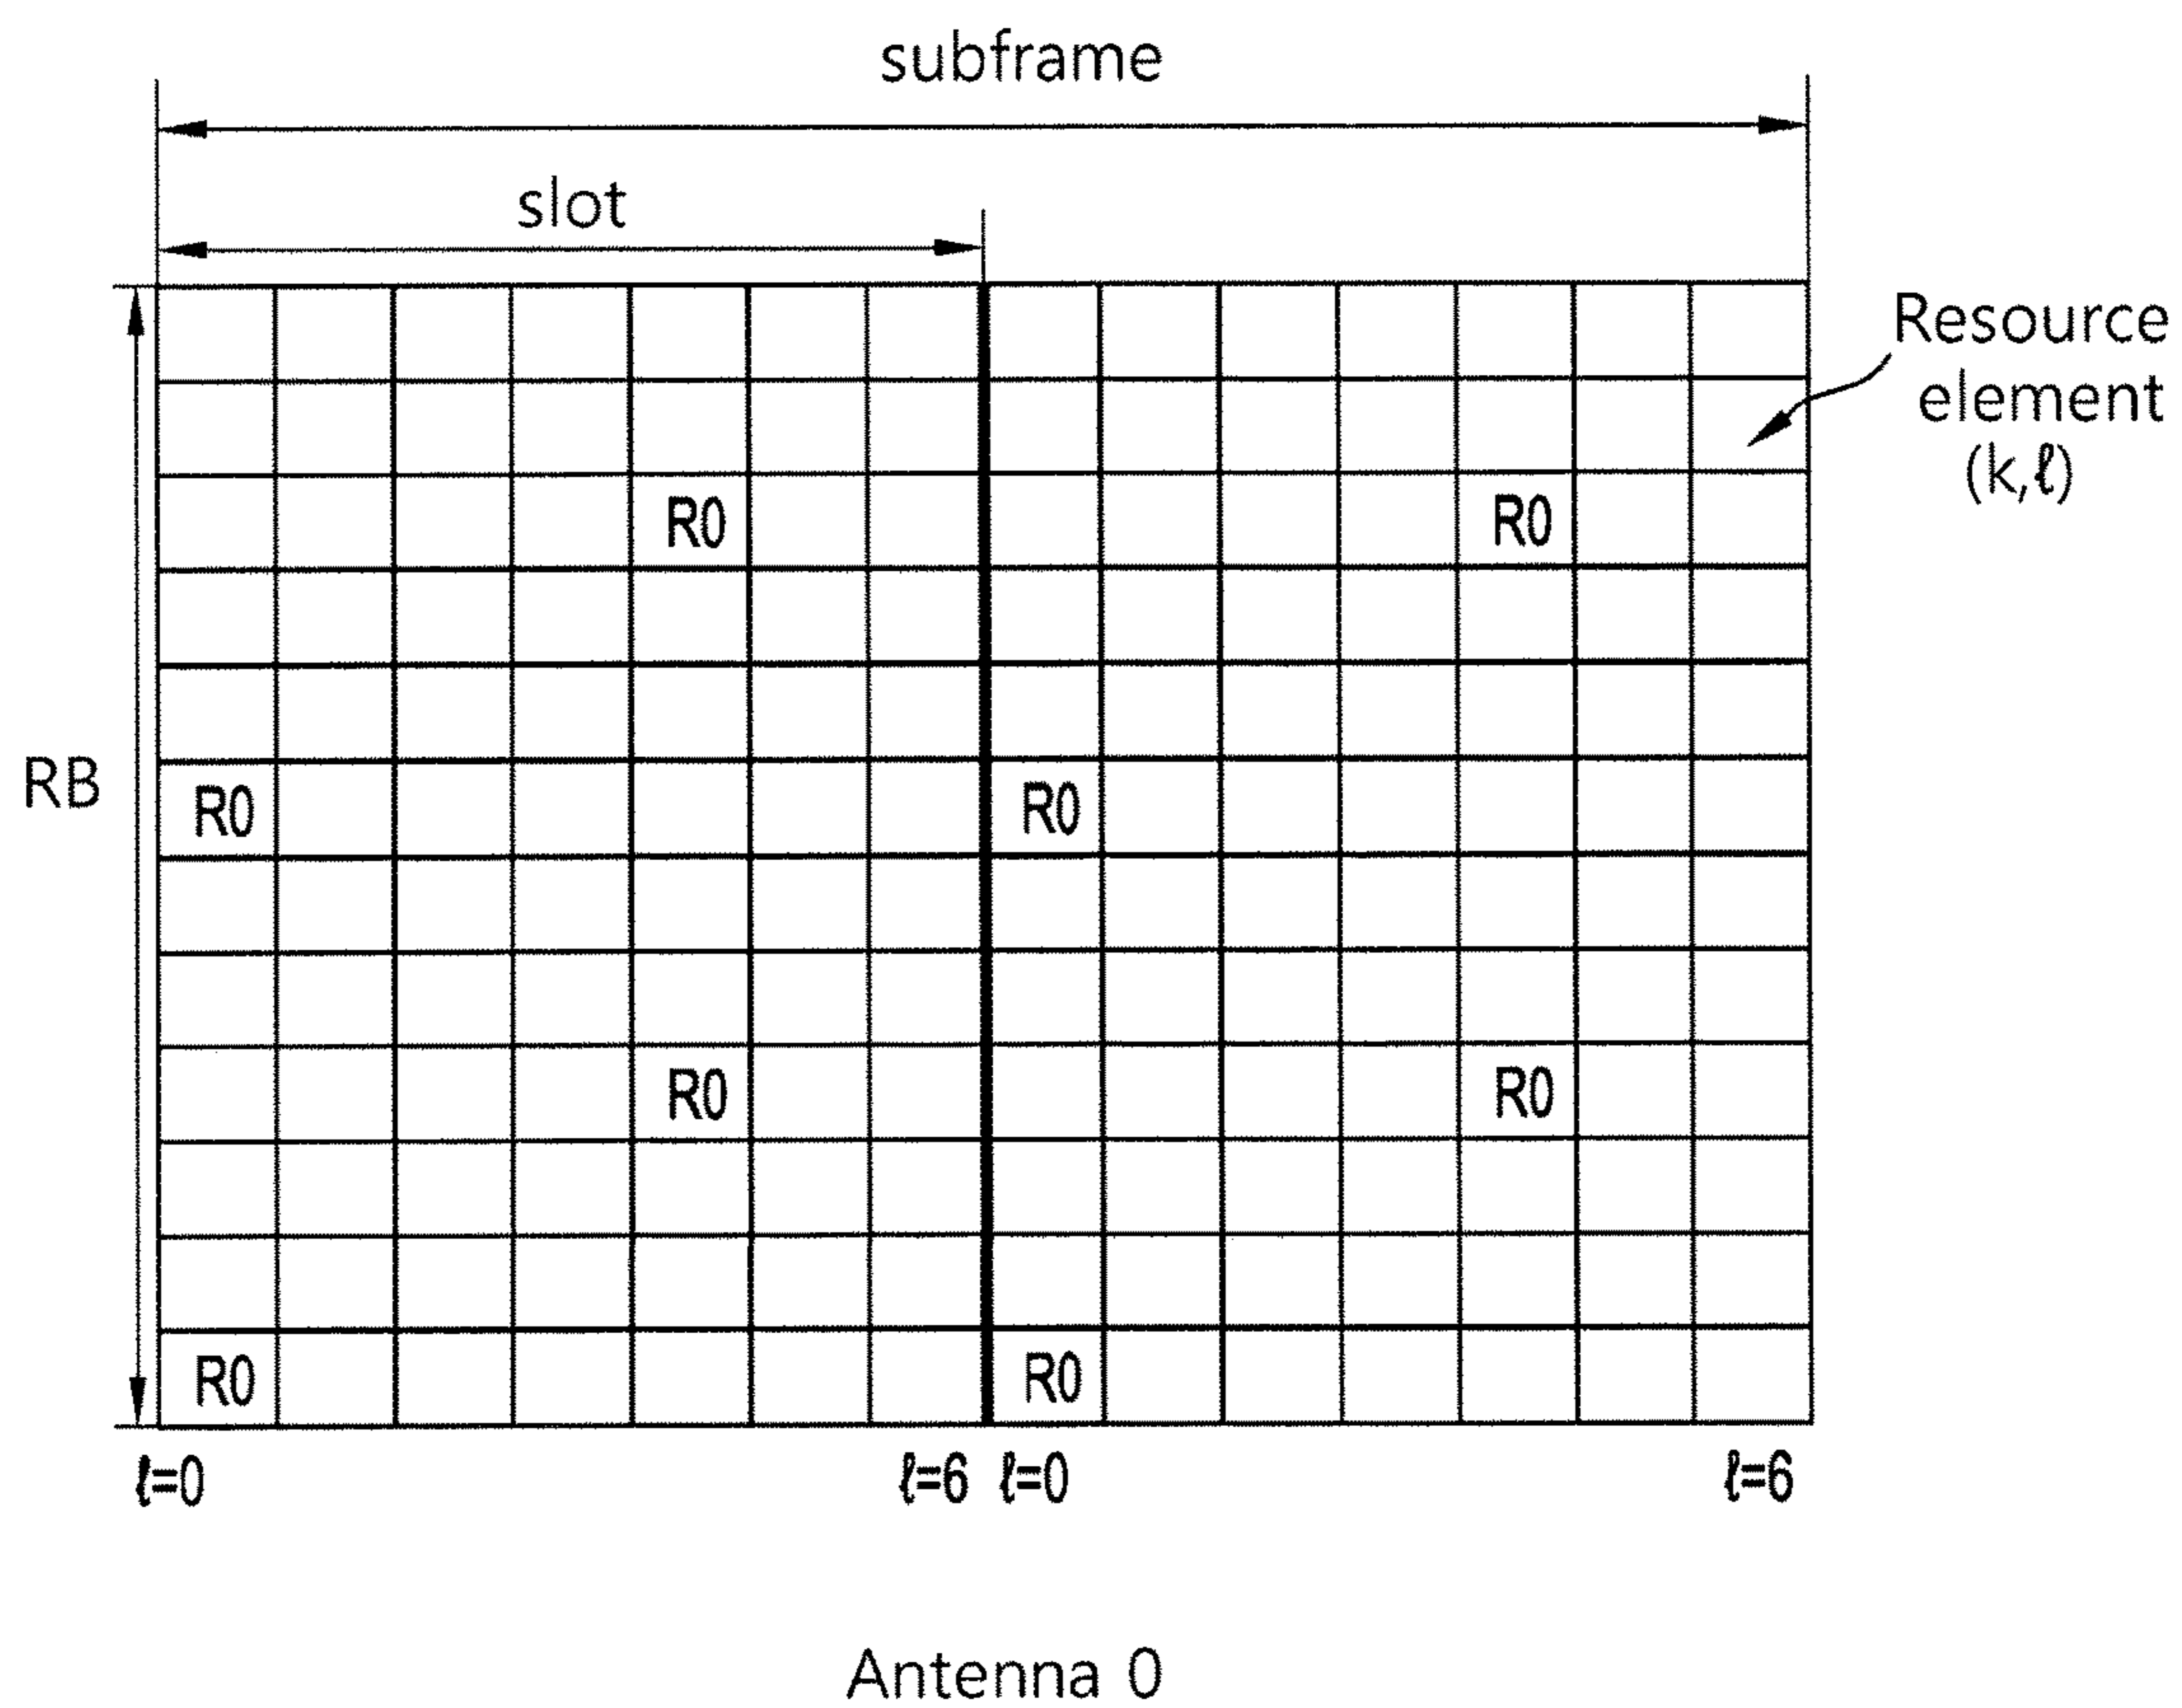 subframe
slot
Resource
element
(k,ℓ)
R0 R0
RB
R0 R0
R0 R0
R0 R0
ℓ=0 ℓ=6 ℓ=0 ℓ=6
Antenna 0